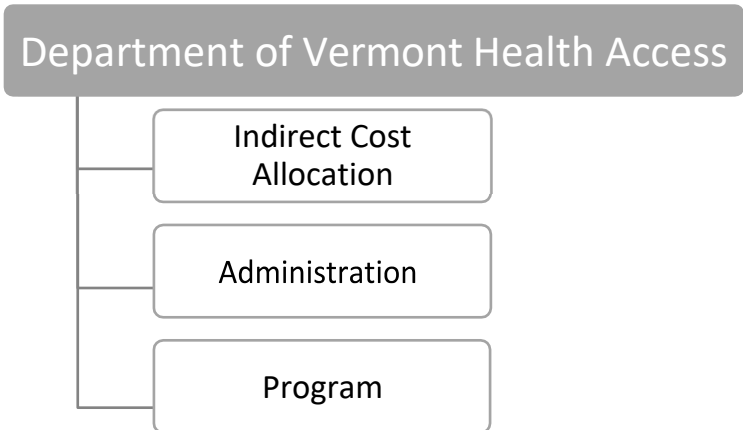 Department of Vermont Health Access
Indirect Cost
Allocation
Administration
Program